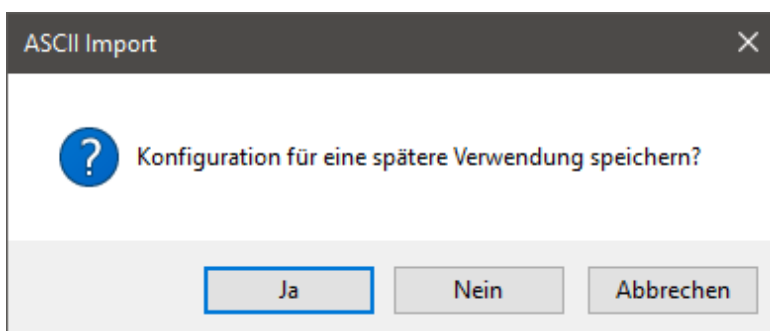 ASCII Import
Konfiguration für eine spätere Verwendung speichern?
Ja Nein Abbrechen